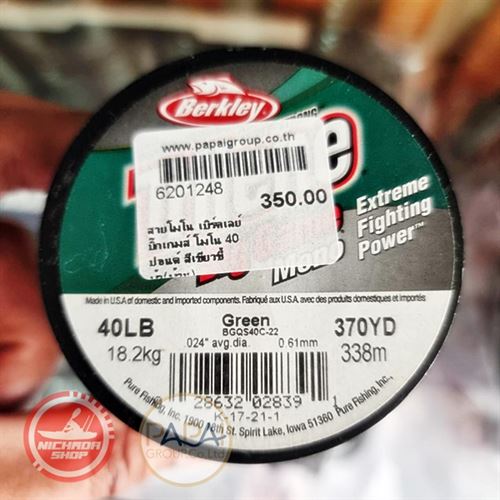 Berkley
www.papaigroup.co.th
6201248
350.00
สายโมโน เบิร์คเลย์
บิ๊กเกมส์ โมโน 40
ปอนด์ สีเขียวขี้
Extreme
Fighting
Power™
Made in U.S.A of domestic and imported components. Fabriqué aux U.S.A. avec des produits domestiques et importés
40LB
Green
370YD
BGQS40C-22
18.2kg
.024" avg.dia.
0.61mm
338m
28632 02839
1
K-17-21-1
Pure Fishing, Inc. 1900 18th St. Spirit Lake, Iowa 51360 Pure Fishing, Inc.
NICHADA
SHOP
PAPA
GROUP Co.,Ltd